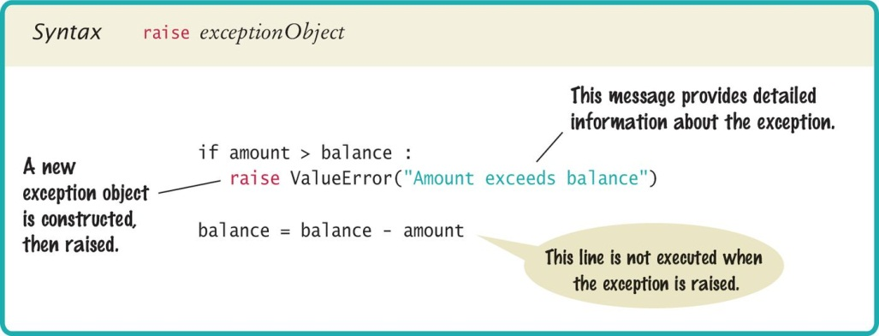 Syntax raise exceptionObject
This message provides detailed
information about the exception.
if amount > balance :
raise ValueError("Amount exceeds balance")
A new
exception object
is constructed,
then raised.
balance = balance - amount
This line is not executed when
the exception is raised.